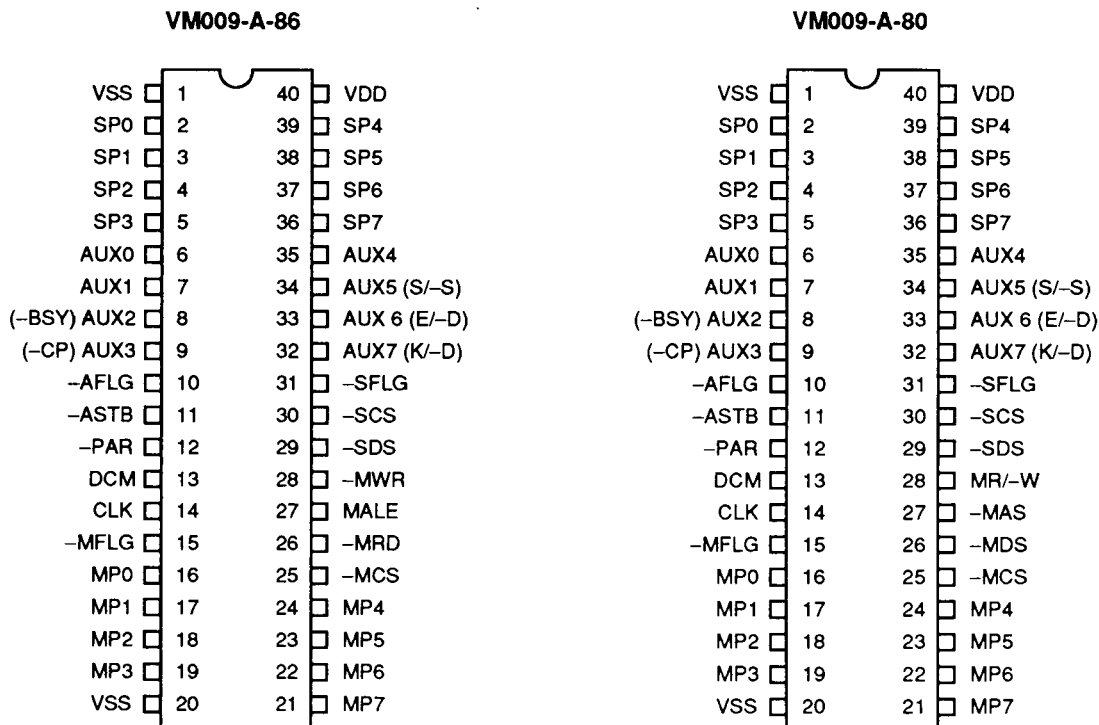 VM009-A-86
VSS 1 40 VDD
SP0 2 39 SP4
SP1 3 38 SP5
SP2 4 37 SP6
SP3 5 36 SP7
AUX0 6 35 AUX4
AUX1 7 34 AUX5 (S/–S)
(–BSY) AUX2 8 33 AUX 6 (E/–D)
(–CP) AUX3 9 32 AUX7 (K/–D)
–AFLG 10 31 –SFLG
–ASTB 11 30 –SCS
–PAR 12 29 –SDS
DCM 13 28 –MWR
CLK 14 27 MALE
–MFLG 15 26 –MRD
MP0 16 25 –MCS
MP1 17 24 MP4
MP2 18 23 MP5
MP3 19 22 MP6
VSS 20 21 MP7
VM009-A-80
VSS 1 40 VDD
SP0 2 39 SP4
SP1 3 38 SP5
SP2 4 37 SP6
SP3 5 36 SP7
AUX0 6 35 AUX4
AUX1 7 34 AUX5 (S/–S)
(–BSY) AUX2 8 33 AUX 6 (E/–D)
(–CP) AUX3 9 32 AUX7 (K/–D)
–AFLG 10 31 –SFLG
–ASTB 11 30 –SCS
–PAR 12 29 –SDS
DCM 13 28 MR/–W
CLK 14 27 –MAS
–MFLG 15 26 –MDS
MP0 16 25 –MCS
MP1 17 24 MP4
MP2 18 23 MP5
MP3 19 22 MP6
VSS 20 21 MP7